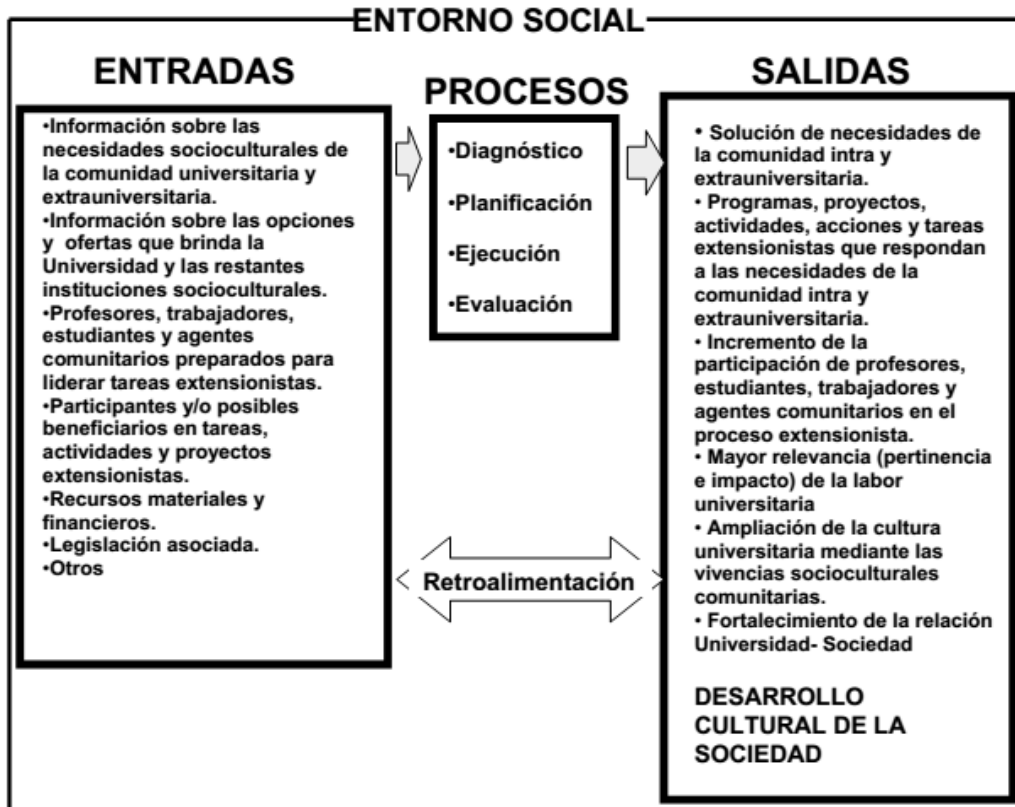 ENTORNO SOCIAL
ENTRADAS
•Información sobre las
necesidades socioculturales de
la comunidad universitaria y
extrauniversitaria.
•Información sobre las opciones
y ofertas que brinda la
Universidad y las restantes
instituciones socioculturales.
•Profesores, trabajadores,
estudiantes y agentes
comunitarios preparados para
liderar tareas extensionistas.
•Participantes y/o posibles
beneficiarios en tareas,
actividades y proyectos
extensionistas.
•Recursos materiales y
financieros.
•Legislación asociada.
•Otros
PROCESOS
•Diagnóstico
•Planificación
•Ejecución
•Evaluación
Retroalimentación
SALIDAS
• Solución de necesidades de
la comunidad intra y
extrauniversitaria.
• Programas, proyectos,
actividades, acciones y tareas
extensionistas que respondan
a las necesidades de la
comunidad intra y
extrauniversitaria.
• Incremento de la
participación de profesores,
estudiantes, trabajadores y
agentes comunitarios en el
proceso extensionista.
• Mayor relevancia (pertinencia
e impacto) de la labor
universitaria
• Ampliación de la cultura
universitaria mediante las
vivencias socioculturales
comunitarias.
• Fortalecimiento de la relación
Universidad- Sociedad
DESARROLLO
CULTURAL DE LA
SOCIEDAD